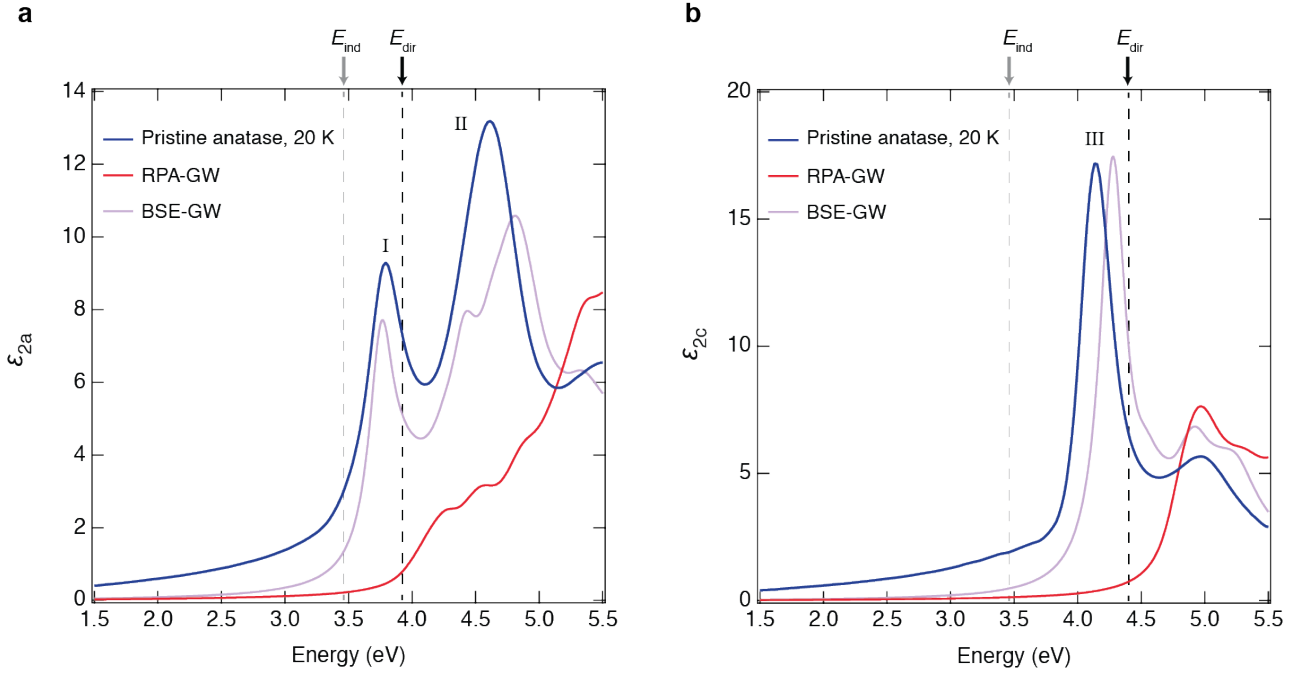 a
E_ind E_dir
14
12
10
8
6
4
2
0
ε_2a
Pristine anatase, 20 K
RPA-GW
BSE-GW
I
II
1.5 2.0 2.5 3.0 3.5 4.0 4.5 5.0 5.5
Energy (eV)
b
E_ind E_dir
20
15
10
5
0
ε_2c
Pristine anatase, 20 K
RPA-GW
BSE-GW
III
1.5 2.0 2.5 3.0 3.5 4.0 4.5 5.0 5.5
Energy (eV)